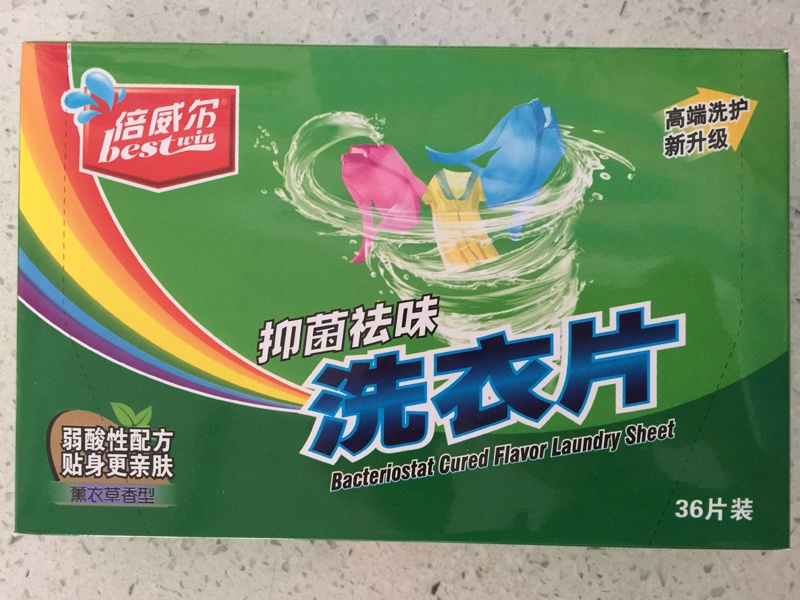 倍威尔
best win
高端洗护
新升级
抑菌祛味
洗衣片
Bacteriostat Cured Flavor Laundry Sheet
弱酸性配方
贴身更亲肤
薰衣草香型
36片装